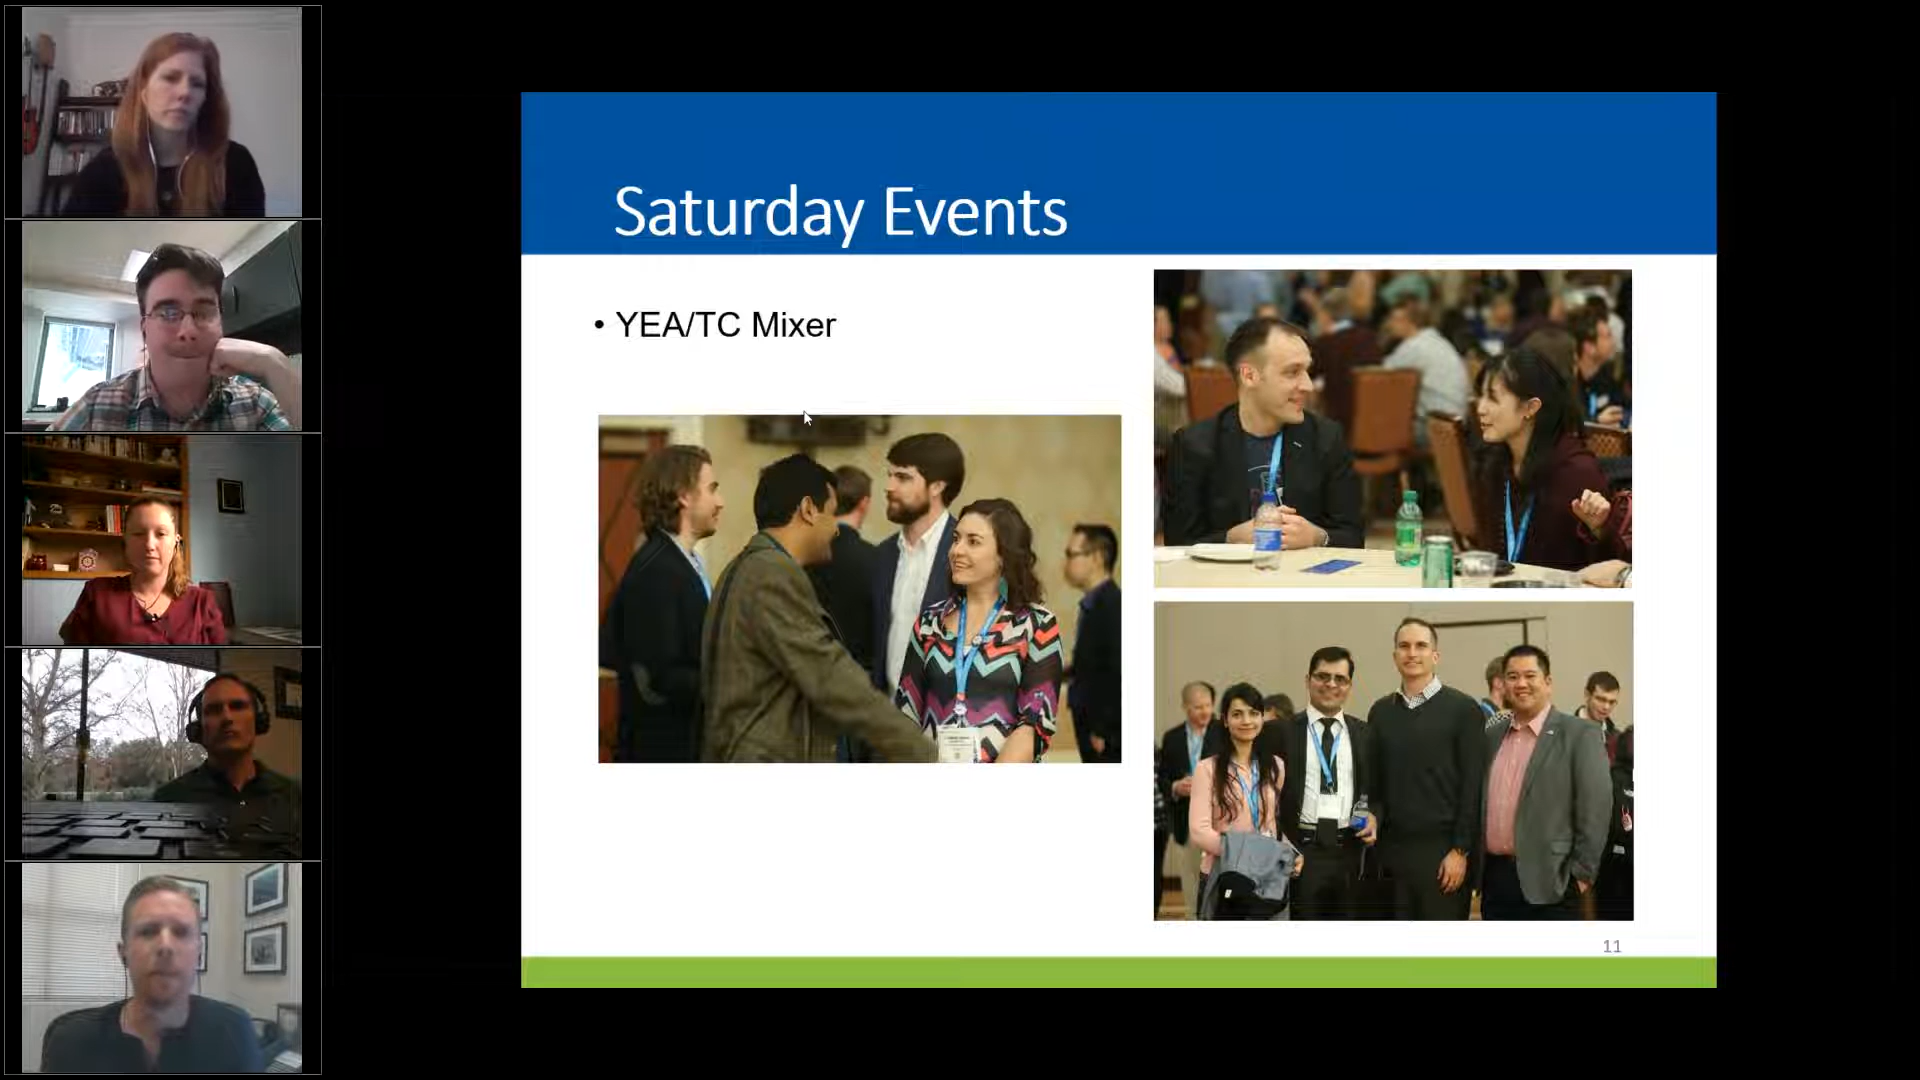 Saturday Events
• YEA/TC Mixer
11